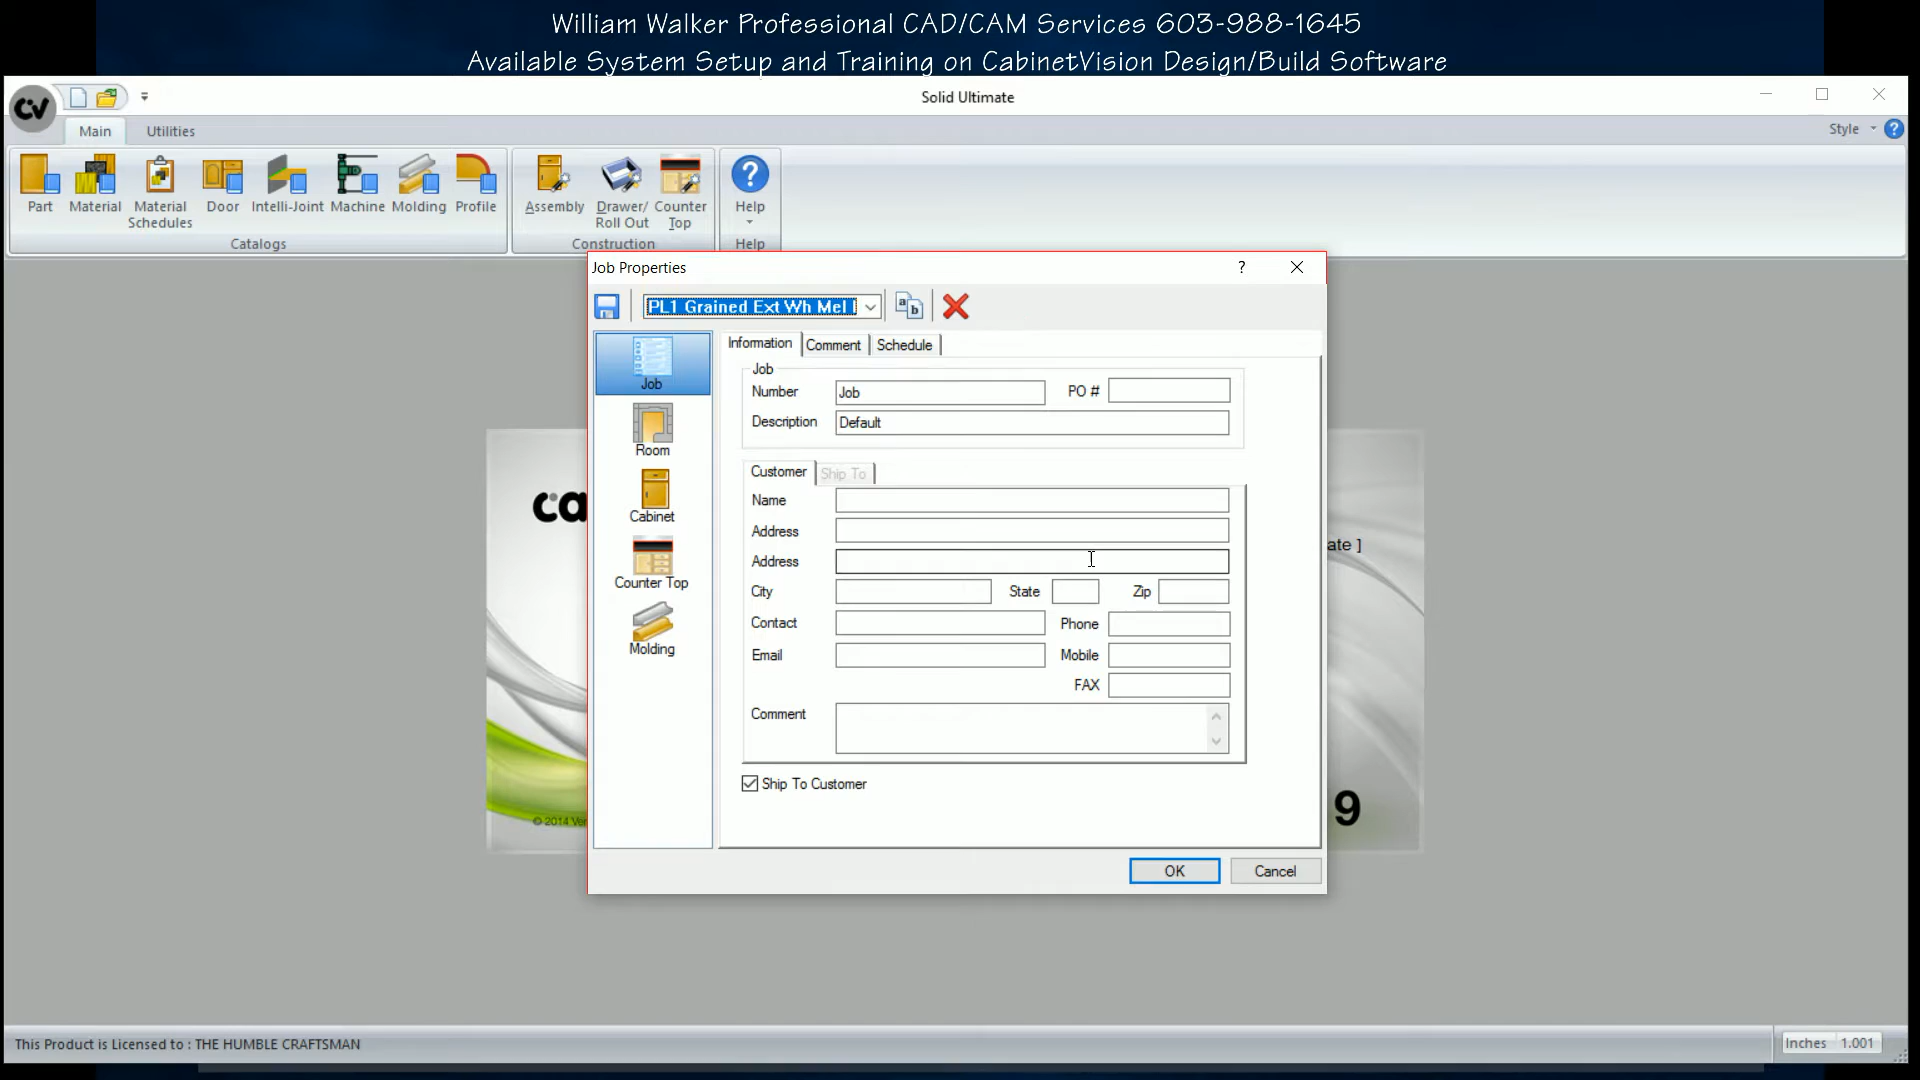 William Walker Professional CAD/CAM Services 603-988-1645
Available System Setup and Training on CabinetVision Design/Build Software
CV
Solid Ultimate
Main
Utilities
Style
Part
Material
Material
Schedules
Door
Intelli-Joint
Machine
Molding
Profile
Assembly
Drawer/
Roll Out
Counter
Top
Help
Catalogs
Construction
Help
Job Properties
?
PL1 Grained Ext Wh Mel
Job
Room
Cabinet
Counter Top
Molding
Information
Comment
Schedule
Job
Number
Job
PO #
Description
Default
Customer
Ship To
Name
Address
Address
City
State
Zip
Contact
Phone
Email
Mobile
FAX
Comment
Ship To Customer
OK
Cancel
ca
ate ]
© 2014 Ver
9
This Product is Licensed to : THE HUMBLE CRAFTSMAN
Inches 1.001